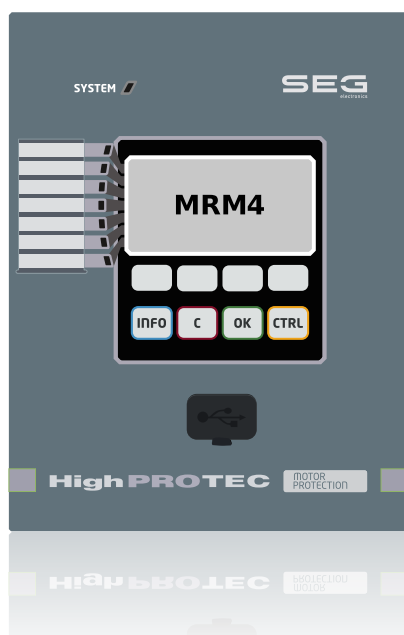 SYSTEM
SEG
electronics
MRM4
INFO C OK CTRL
HighPROTEC
MOTOR
PROTECTION